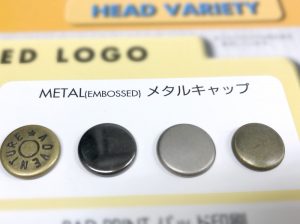 HEAD VARIETY
ED LOGO
METAL(EMBOSSED) メタルキャップ
ADVENTURE